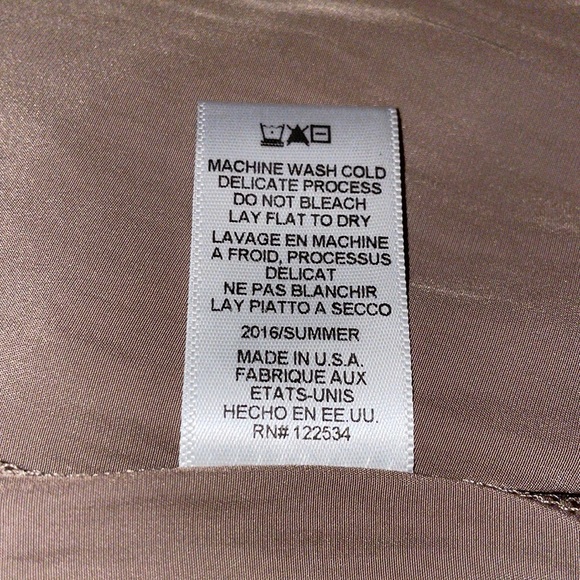 MACHINE WASH COLD
DELICATE PROCESS
DO NOT BLEACH
LAY FLAT TO DRY
LAVAGE EN MACHINE
A FROID, PROCESSUS
DELICAT
NE PAS BLANCHIR
LAY PIATTO A SECCO
2016/SUMMER
MADE IN U.S.A.
FABRIQUE AUX
ETATS-UNIS
HECHO EN EE.UU.
RN# 122534